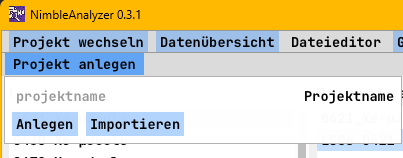 NimbleAnalyzer 0.3.1
Projekt wechseln Datenübersicht Dateieditor
Projekt anlegen
projektname Projektname
Anlegen Importieren